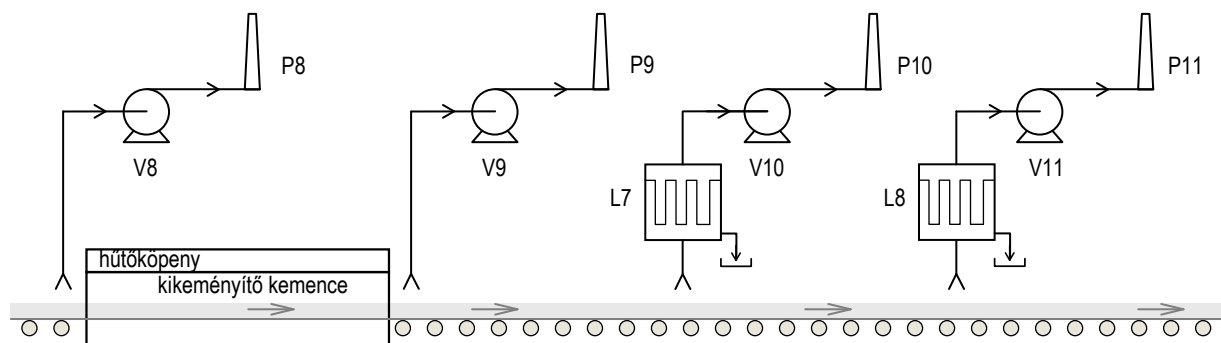 P8
P9
P10
P11
V8
V9
V10
V11
L7
L8
hűtőköpeny
kikeményítő kemence